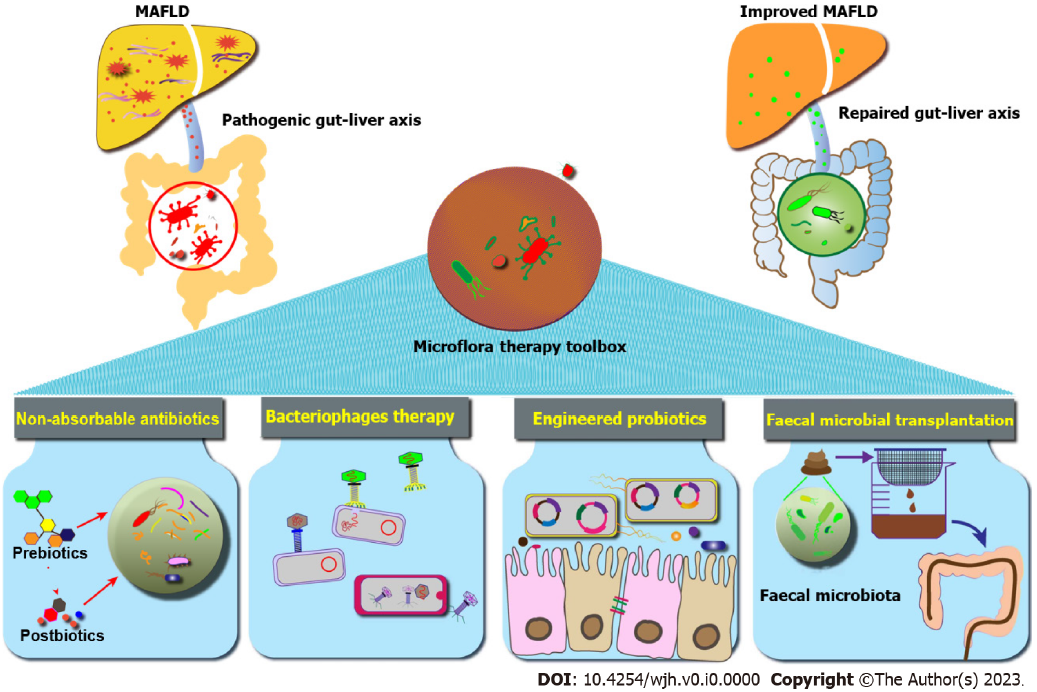 MAFLD
Improved MAFLD
Pathogenic gut-liver axis
Repaired gut-liver axis
Microflora therapy toolbox
Non-absorbable antibiotics
Bacteriophages therapy
Engineered probiotics
Faecal microbial transplantation
Prebiotics
Postbiotics
Faecal microbiota
DOI: 10.4254/wjh.v0.i0.0000 Copyright ©The Author(s) 2023.